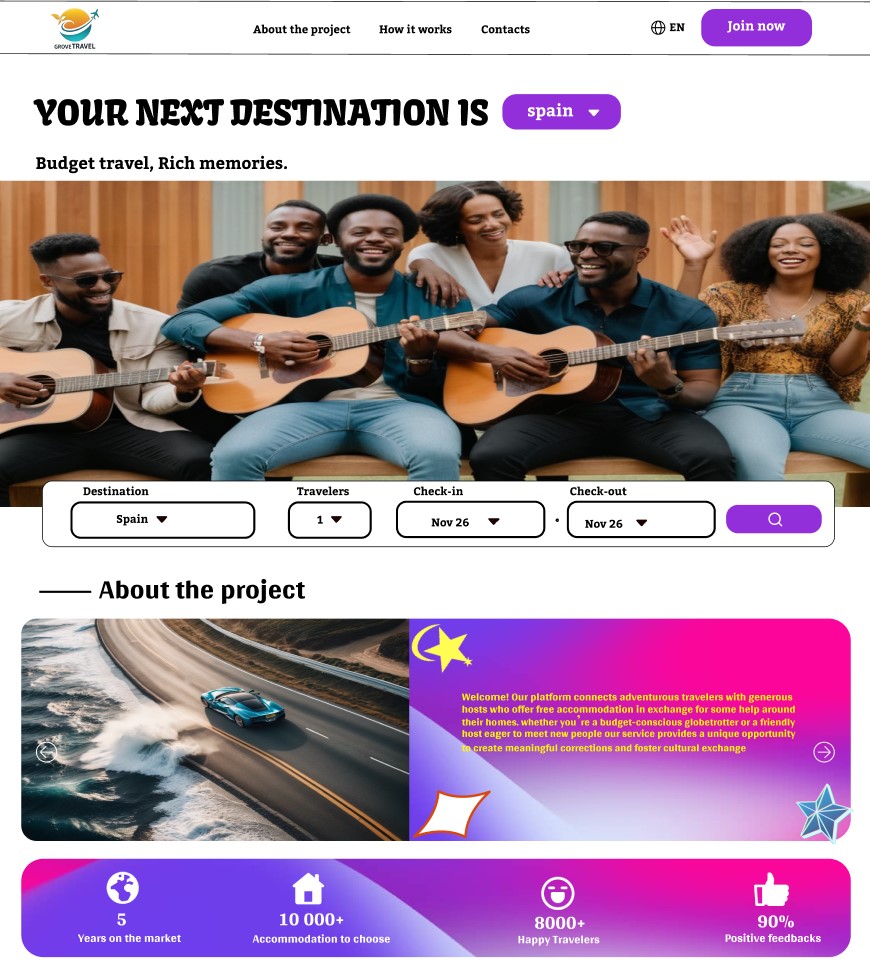 GROVE TRAVEL
About the project
How it works
Contacts
EN
Join now
YOUR NEXT DESTINATION IS
spain
Budget travel, Rich memories.
Destination
Travelers
Check-in
Check-out
Spain
1
Nov 26
Nov 26
About the project
Welcome! Our platform connects adventurous travelers with generous
hosts who offer free accommodation in exchange for some help around
their homes. whether you're a budget-conscious globetrotter or a friendly
host eager to meet new people our service provides a unique opportunity
to create meaningful corrections and foster cultural exchange
5
Years on the market
10 000+
Accommodation to choose
8000+
Happy Travelers
90%
Positive feedbacks